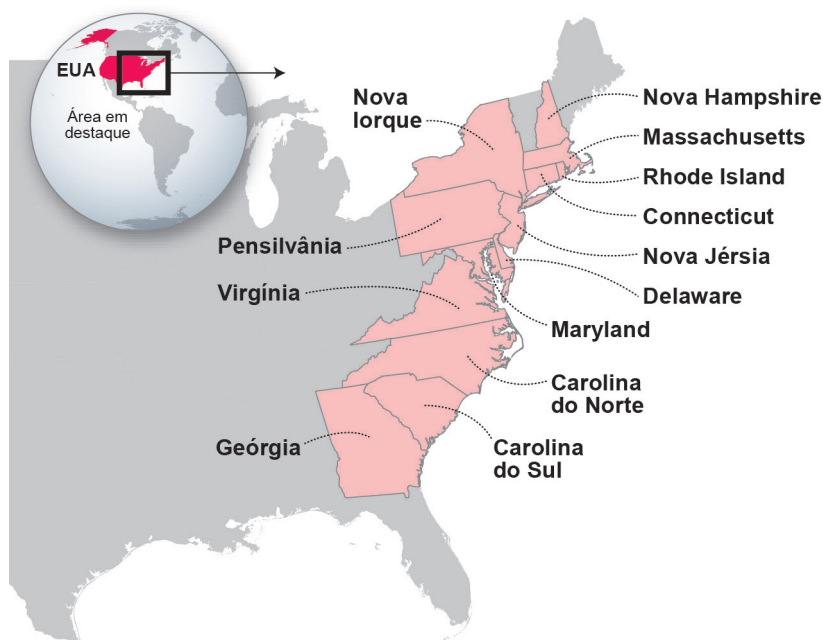 EUA
Área em
destaque
Nova
Iorque
Nova Hampshire
Massachusetts
Rhode Island
Connecticut
Nova Jérsia
Delaware
Maryland
Pensilvânia
Virgínia
Carolina
do Norte
Geórgia
Carolina
do Sul